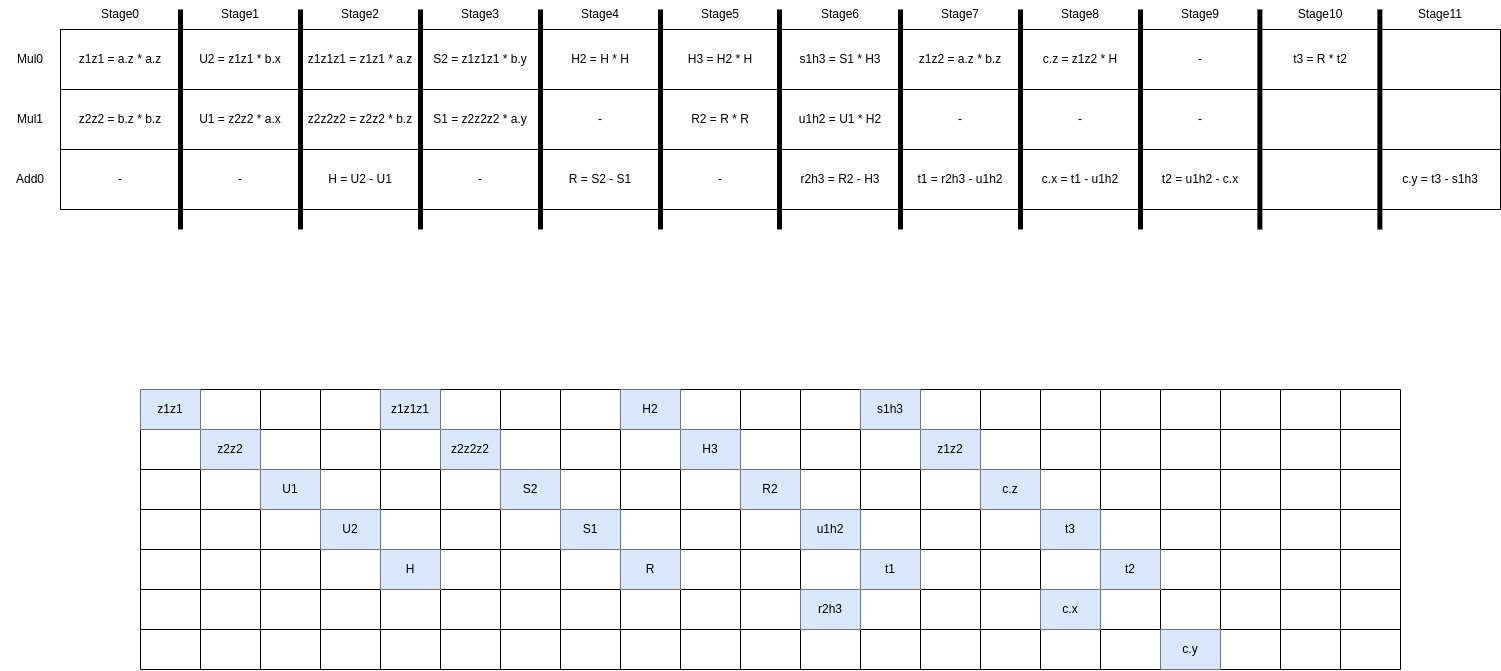 Stage0 Stage1 Stage2 Stage3 Stage4 Stage5 Stage6 Stage7 Stage8 Stage9 Stage10 Stage11
Mul0 z1z1 = a.z * a.z U2 = z1z1 * b.x z1z1z1 = z1z1 * a.z S2 = z1z1z1 * b.y H2 = H * H H3 = H2 * H s1h3 = S1 * H3 z1z2 = a.z * b.z c.z = z1z2 * H - t3 = R * t2
Mul1 z2z2 = b.z * b.z U1 = z2z2 * a.x z2z2z2 = z2z2 * b.z S1 = z2z2z2 * a.y - R2 = R * R u1h2 = U1 * H2 - - -
Add0 - - H = U2 - U1 - R = S2 - S1 - r2h3 = R2 - H3 t1 = r2h3 - u1h2 c.x = t1 - u1h2 t2 = u1h2 - c.x c.y = t3 - s1h3
z1z1 z1z1z1 H2 s1h3
z2z2 z2z2z2 H3 z1z2
U1 S2 R2 c.z
U2 S1 u1h2 t3
H R t1 t2
r2h3 c.x
c.y